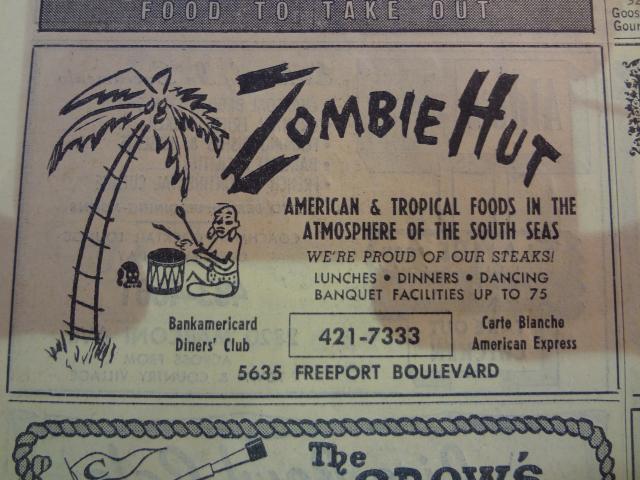 FOOD TO TAKE OUT
ZOMBIE HUT
AMERICAN & TROPICAL FOODS IN THE
ATMOSPHERE OF THE SOUTH SEAS
WE'RE PROUD OF OUR STEAKS!
LUNCHES • DINNERS • DANCING
BANQUET FACILITIES UP TO 75
Bankamericard
Diners' Club
421-7333
Carte Blanche
American Express
5635 FREEPORT BOULEVARD
The
CROW'S
C